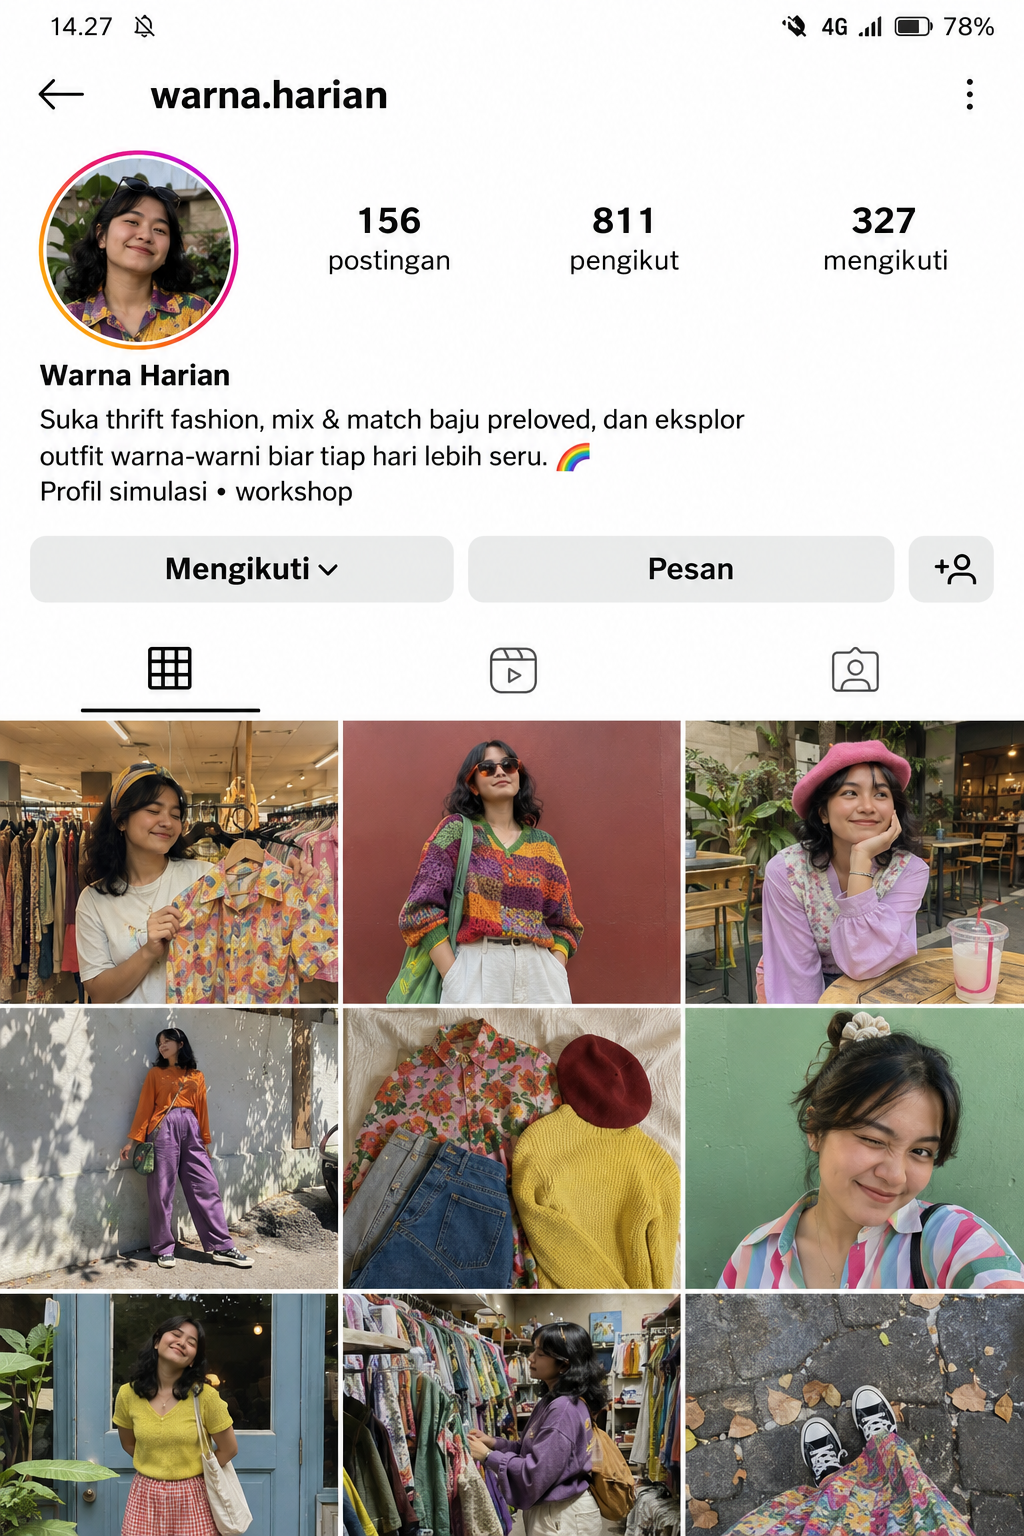 14.27
4G
78%
warna.harian
156
postingan
811
pengikut
327
mengikuti
Warna Harian
Suka thrift fashion, mix & match baju preloved, dan eksplor
outfit warna-warni biar tiap hari lebih seru. 🌈
Profil simulasi • workshop
Mengikuti
Pesan